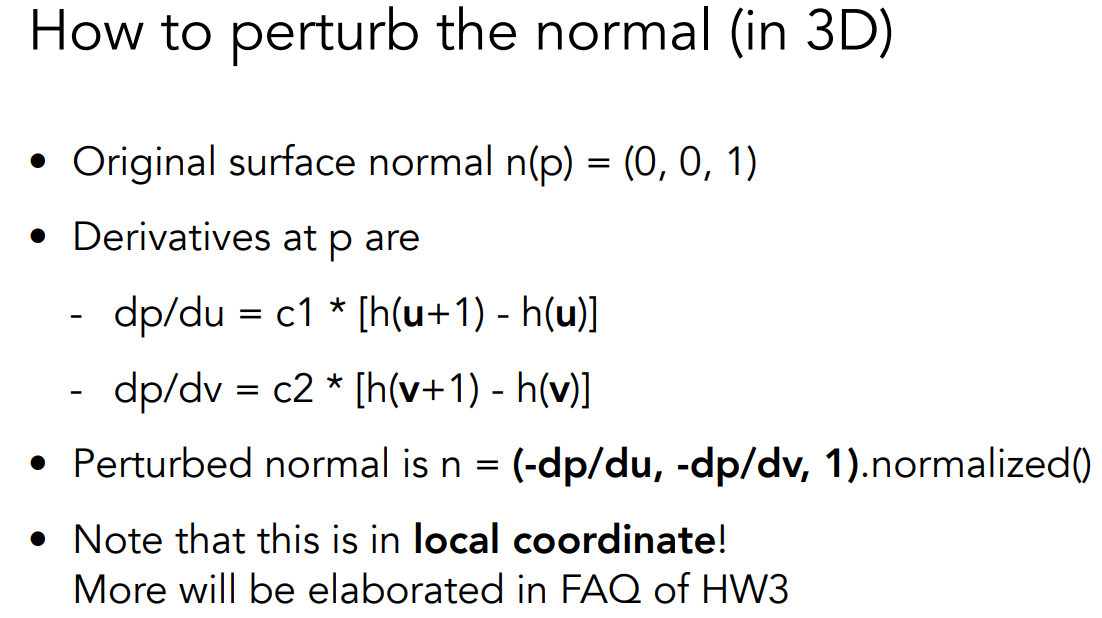 How to perturb the normal (in 3D)
• Original surface normal n(p) = (0, 0, 1)
• Derivatives at p are
- dp/du = c1 * [h(u+1) - h(u)]
- dp/dv = c2 * [h(v+1) - h(v)]
• Perturbed normal is n = (-dp/du, -dp/dv, 1).normalized()
• Note that this is in local coordinate!
More will be elaborated in FAQ of HW3